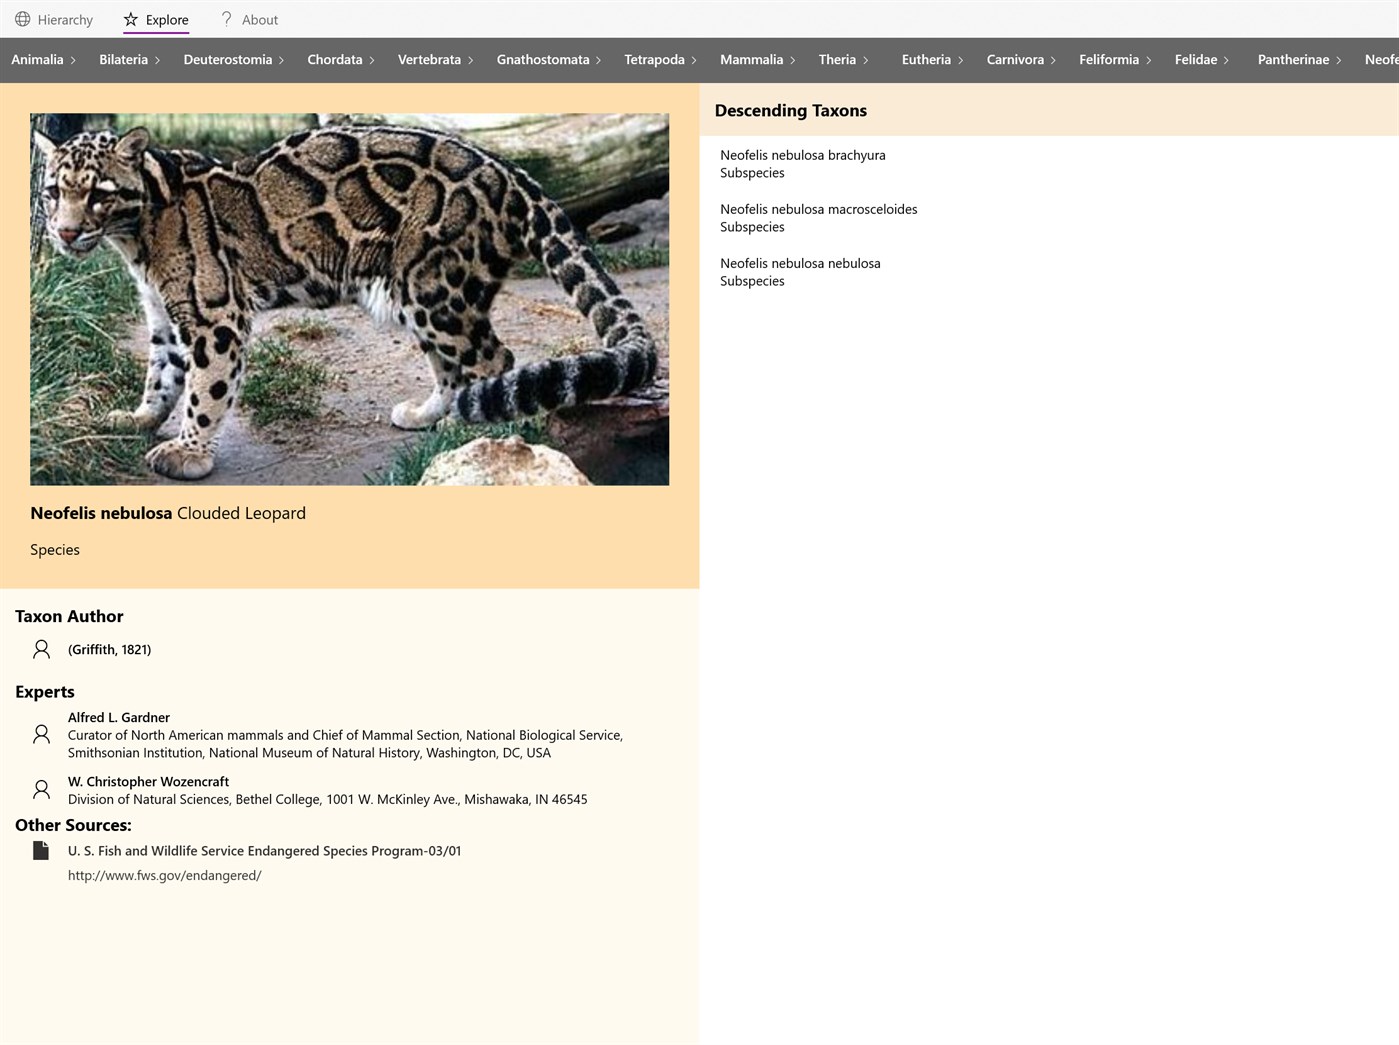 Hierarchy Explore About
Animalia Bilateria Deuterostomia Chordata Vertebrata Gnathostomata Tetrapoda Mammalia Theria Eutheria Carnivora Feliformia Felidae Pantherinae Neofe
Neofelis nebulosa Clouded Leopard
Species
Taxon Author
(Griffith, 1821)
Experts
Alfred L. Gardner
Curator of North American mammals and Chief of Mammal Section, National Biological Service,
Smithsonian Institution, National Museum of Natural History, Washington, DC, USA
W. Christopher Wozencraft
Division of Natural Sciences, Bethel College, 1001 W. McKinley Ave., Mishawaka, IN 46545
Other Sources:
U. S. Fish and Wildlife Service Endangered Species Program-03/01
http://www.fws.gov/endangered/
Descending Taxons
Neofelis nebulosa brachyura
Subspecies
Neofelis nebulosa macrosceloides
Subspecies
Neofelis nebulosa nebulosa
Subspecies